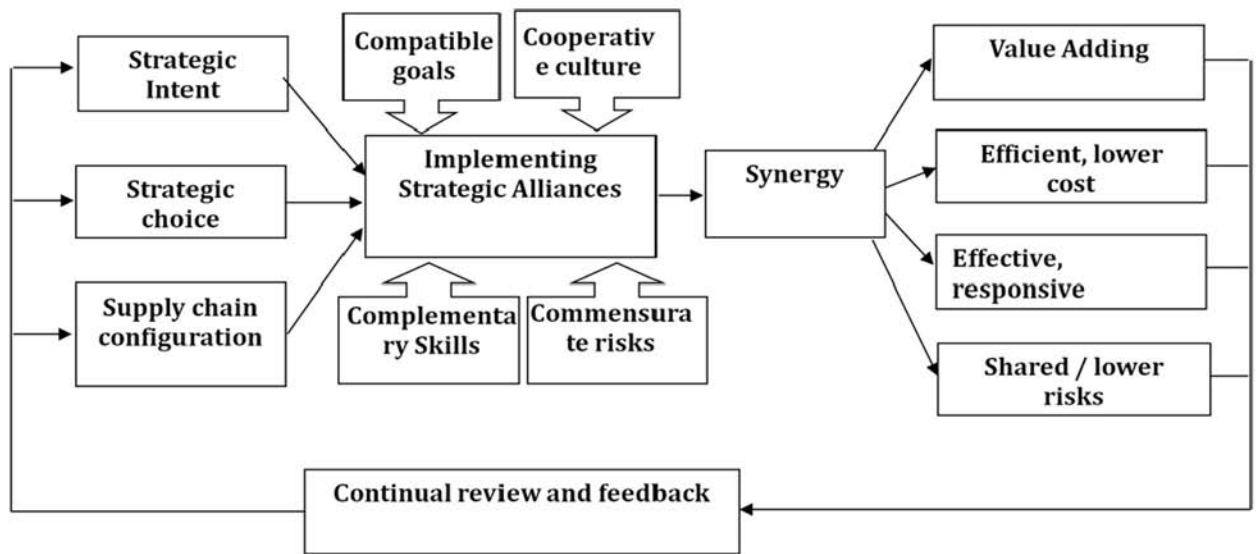 Strategic
Intent
Strategic
choice
Supply chain
configuration
Compatible
goals
Cooperativ
e culture
Implementing
Strategic Alliances
Complementa
ry Skills
Commensura
te risks
Synergy
Value Adding
Efficient, lower
cost
Effective,
responsive
Shared / lower
risks
Continual review and feedback